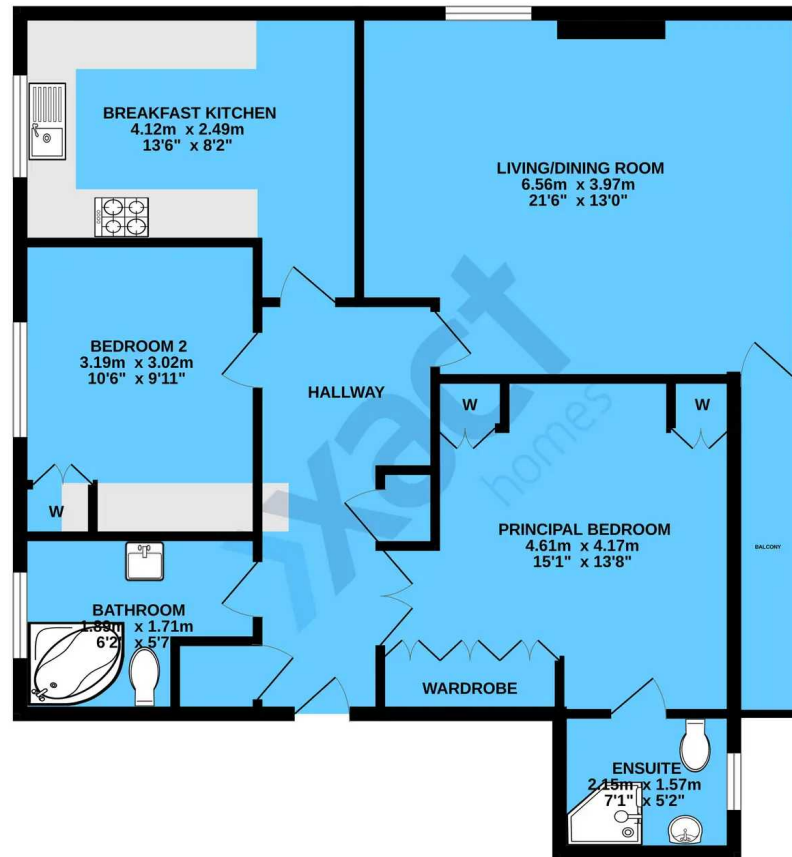 BREAKFAST KITCHEN
4.12m x 2.49m
13'6" x 8'2"
LIVING/DINING ROOM
6.56m x 3.97m
21'6" x 13'0"
BEDROOM 2
3.19m x 3.02m
10'6" x 9'11"
HALLWAY
W
W
W
xact
homes
PRINCIPAL BEDROOM
4.61m x 4.17m
15'1" x 13'8"
BALCONY
BATHROOM
1.89m x 1.71m
6'2" x 5'7"
WARDROBE
ENSUITE
2.15m x 1.57m
7'1" x 5'2"